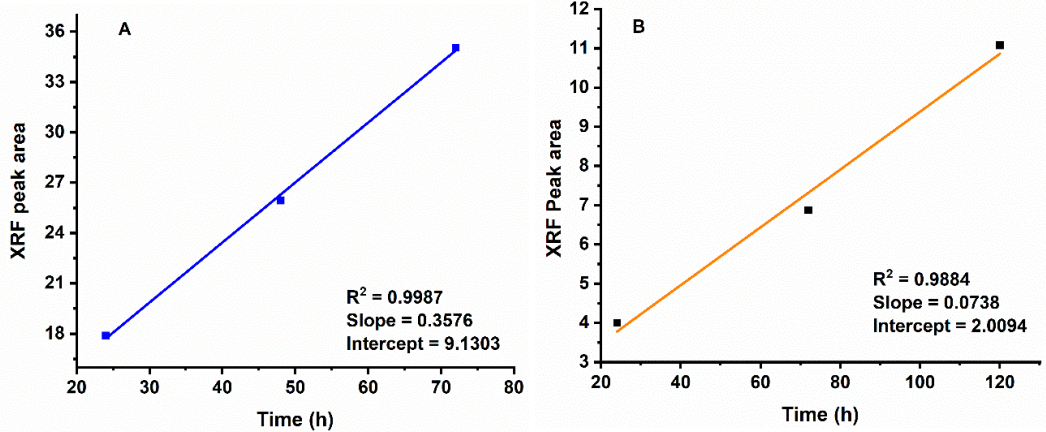 A
36
33
30
27
24
21
18
20
30
40
50
60
70
80
XRF peak area
Time (h)
R² = 0.9987
Slope = 0.3576
Intercept = 9.1303
B
12
11
10
9
8
7
6
5
4
3
20
40
60
80
100
120
XRF Peak area
Time (h)
R² = 0.9884
Slope = 0.0738
Intercept = 2.0094